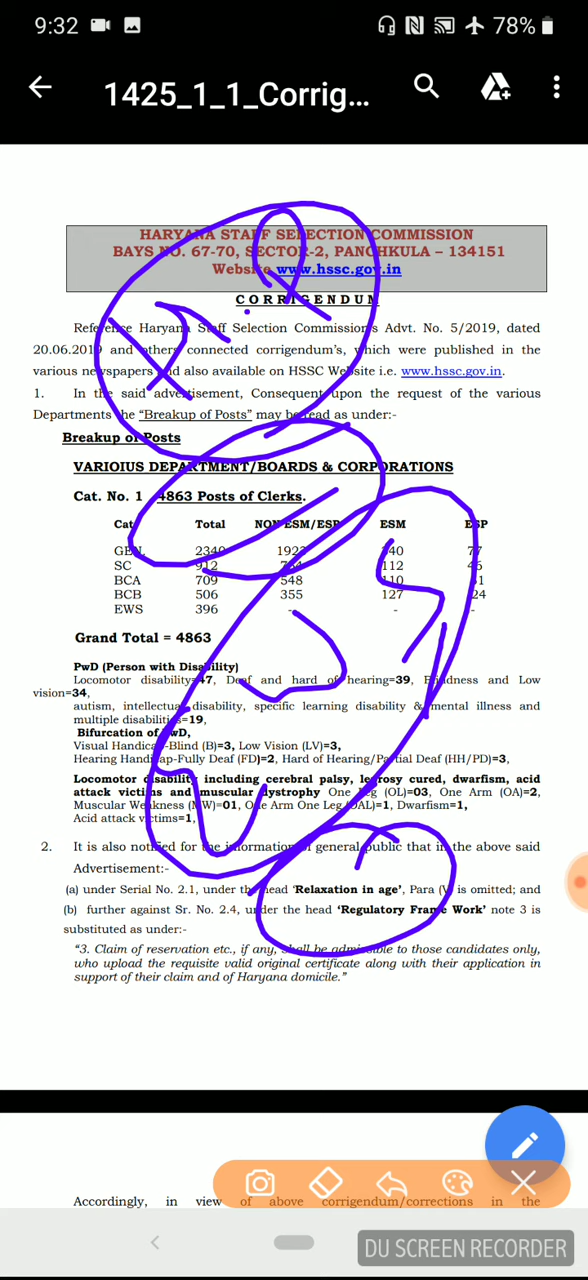 9:32
78%
1425_1_1_Corrig...
HARYANA STAFF SELECTION COMMISSION
BAYS NO. 67-70, SECTOR-2, PANCHKULA – 134151
Website www.hssc.gov.in
CORRIGENDUM
Reference Haryana Staff Selection Commission's Advt. No. 5/2019, dated
20.06.2019 and others connected corrigendum's, which were published in the
various newspapers and also available on HSSC Website i.e. www.hssc.gov.in.
1. In the said advertisement, Consequent upon the request of the various
Departments the “Breakup of Posts” may be read as under:-
Breakup of Posts
VARIOIUS DEPARTMENT/BOARDS & CORPORATIONS
Cat. No. 1 4863 Posts of Clerks.
Cat Total NON ESM/ESP ESM ESP
GEN 2340 1923 340 77
SC 912 754 112 46
BCA 709 548 110 51
BCB 506 355 127 24
EWS 396 - - -
Grand Total = 4863
PwD (Person with Disability)
Locomotor disability=47, Deaf and hard of hearing=39, Blindness and Low
vision=34,
autism, intellectual disability, specific learning disability & mental illness and
multiple disabilities=19,
Bifurcation of PwD,
Visual Handicap-Blind (B)=3, Low Vision (LV)=3,
Hearing Handicap-Fully Deaf (FD)=2, Hard of Hearing/Partial Deaf (HH/PD)=3,
Locomotor disability including cerebral palsy, leprosy cured, dwarfism, acid
attack victims and muscular dystrophy One Leg (OL)=03, One Arm (OA)=2,
Muscular Weakness (MW)=01, One Arm One Leg (OAL)=1, Dwarfism=1,
Acid attack victims=1,
2. It is also notified for the information of general public that in the above said
Advertisement:-
(a) under Serial No. 2.1, under the head ‘Relaxation in age’, Para (V) is omitted; and
(b) further against Sr. No. 2.4, under the head ‘Regulatory Frame Work’ note 3 is
substituted as under:-
“3. Claim of reservation etc., if any, shall be admissible to those candidates only,
who upload the requisite valid original certificate along with their application in
support of their claim and of Haryana domicile.”
Accordingly, in view of above corrigendum/corrections in the
DU SCREEN RECORDER